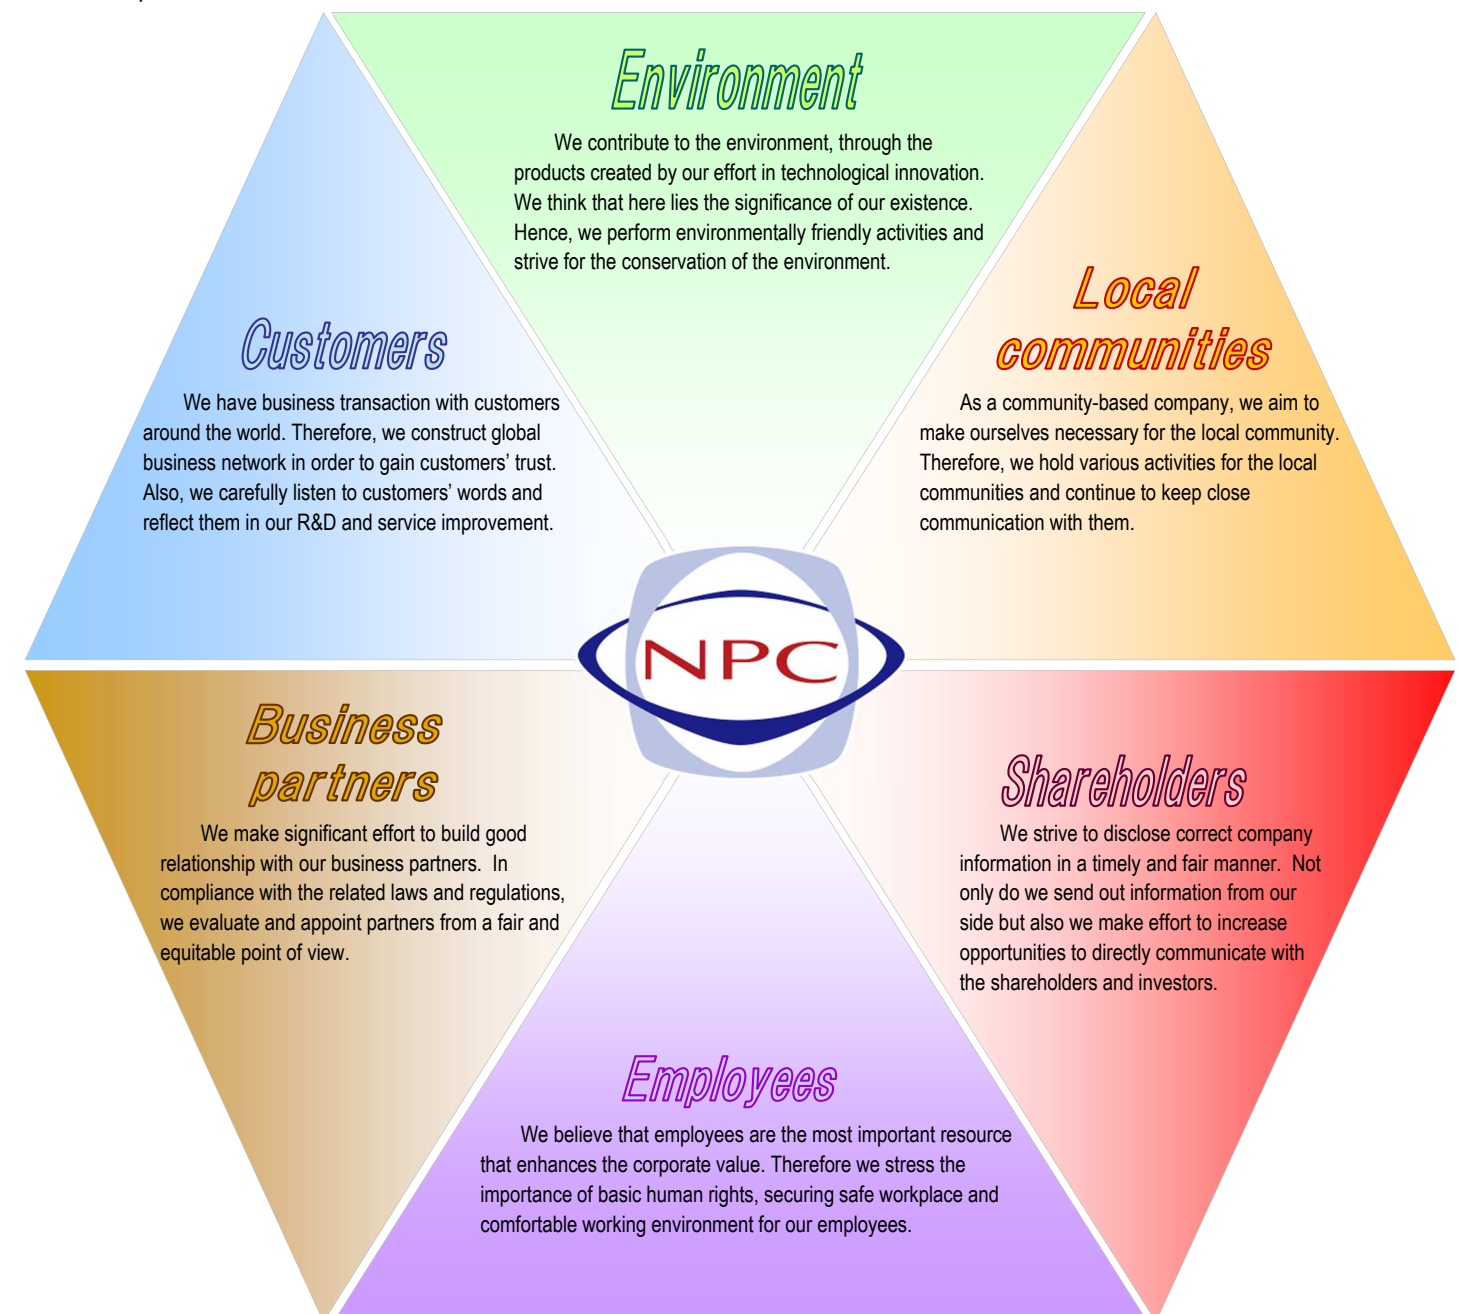 Environment
We contribute to the environment, through the
products created by our effort in technological innovation.
We think that here lies the significance of our existence.
Hence, we perform environmentally friendly activities and
strive for the conservation of the environment.
Customers
We have business transaction with customers
around the world. Therefore, we construct global
business network in order to gain customers’ trust.
Also, we carefully listen to customers’ words and
reflect them in our R&D and service improvement.
Local
communities
As a community-based company, we aim to
make ourselves necessary for the local community.
Therefore, we hold various activities for the local
communities and continue to keep close
communication with them.
NPC
Business
partners
We make significant effort to build good
relationship with our business partners.  In
compliance with the related laws and regulations,
we evaluate and appoint partners from a fair and
equitable point of view.
Shareholders
We strive to disclose correct company
information in a timely and fair manner.  Not
only do we send out information from our
side but also we make effort to increase
opportunities to directly communicate with
the shareholders and investors.
Employees
We believe that employees are the most important resource
that enhances the corporate value. Therefore we stress the
importance of basic human rights, securing safe workplace and
comfortable working environment for our employees.